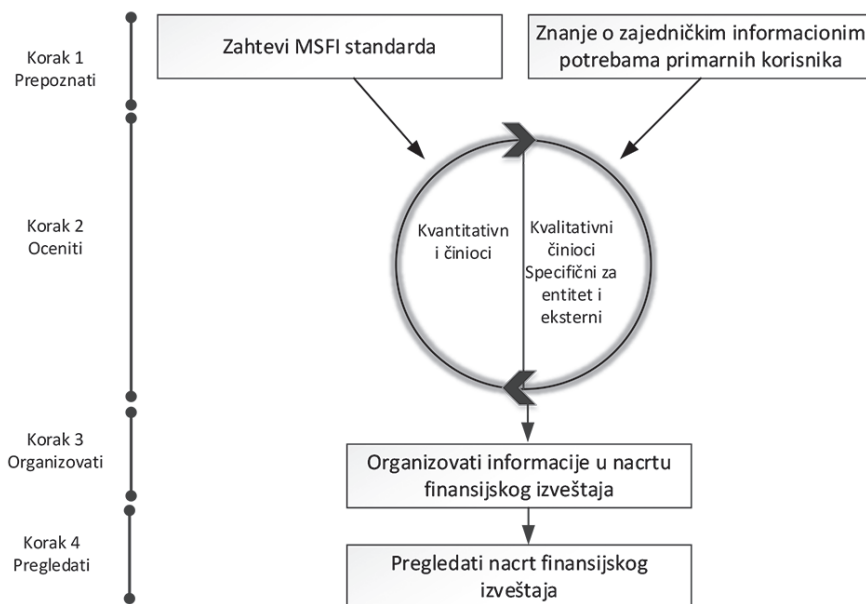 Korak 1
Prepoznati
Zahtevi MSFI standarda
Znanje o zajedničkim informacionim
potrebama primarnih korisnika
Korak 2
Oceniti
Kvantitativn
i činioci
Kvalitativni
činioci
Specifični za
entitet i
eksterni
Korak 3
Organizovati
Organizovati informacije u nacrtu
finansijskog izveštaja
Korak 4
Pregledati
Pregledati nacrt finansijskog
izveštaja